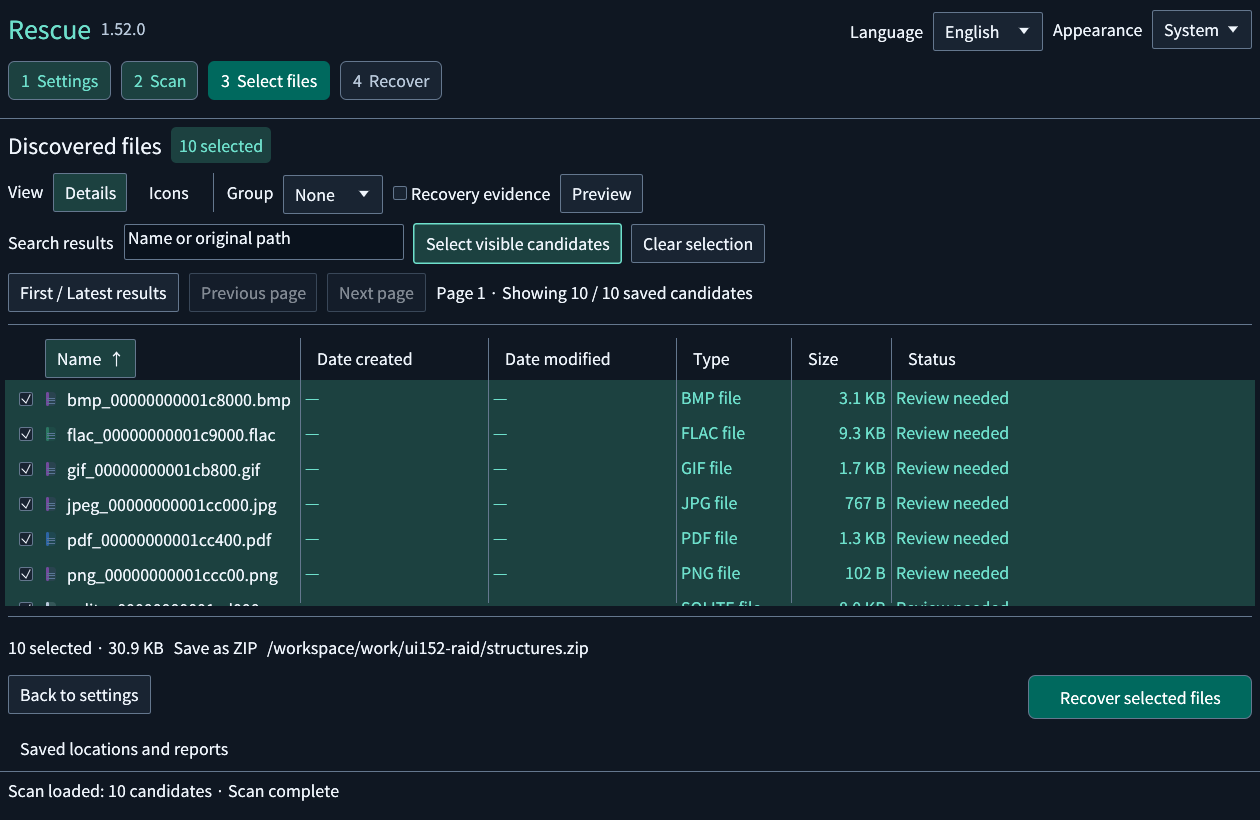 Rescue 1.52.0
Language English Appearance System
1 Settings 2 Scan 3 Select files 4 Recover
Discovered files 10 selected
View Details Icons Group None Recovery evidence Preview
Search results Name or original path Select visible candidates Clear selection
First / Latest results Previous page Next page Page 1 · Showing 10 / 10 saved candidates
Name ↑ Date created Date modified Type Size Status
bmp_00000000001c8000.bmp — — BMP file 3.1 KB Review needed
flac_00000000001c9000.flac — — FLAC file 9.3 KB Review needed
gif_00000000001cb800.gif — — GIF file 1.7 KB Review needed
jpeg_00000000001cc000.jpg — — JPG file 767 B Review needed
pdf_00000000001cc400.pdf — — PDF file 1.3 KB Review needed
png_00000000001ccc00.png — — PNG file 102 B Review needed
SQLITE file Review needed
10 selected · 30.9 KB Save as ZIP /workspace/work/ui152-raid/structures.zip
Back to settings Recover selected files
Saved locations and reports
Scan loaded: 10 candidates · Scan complete